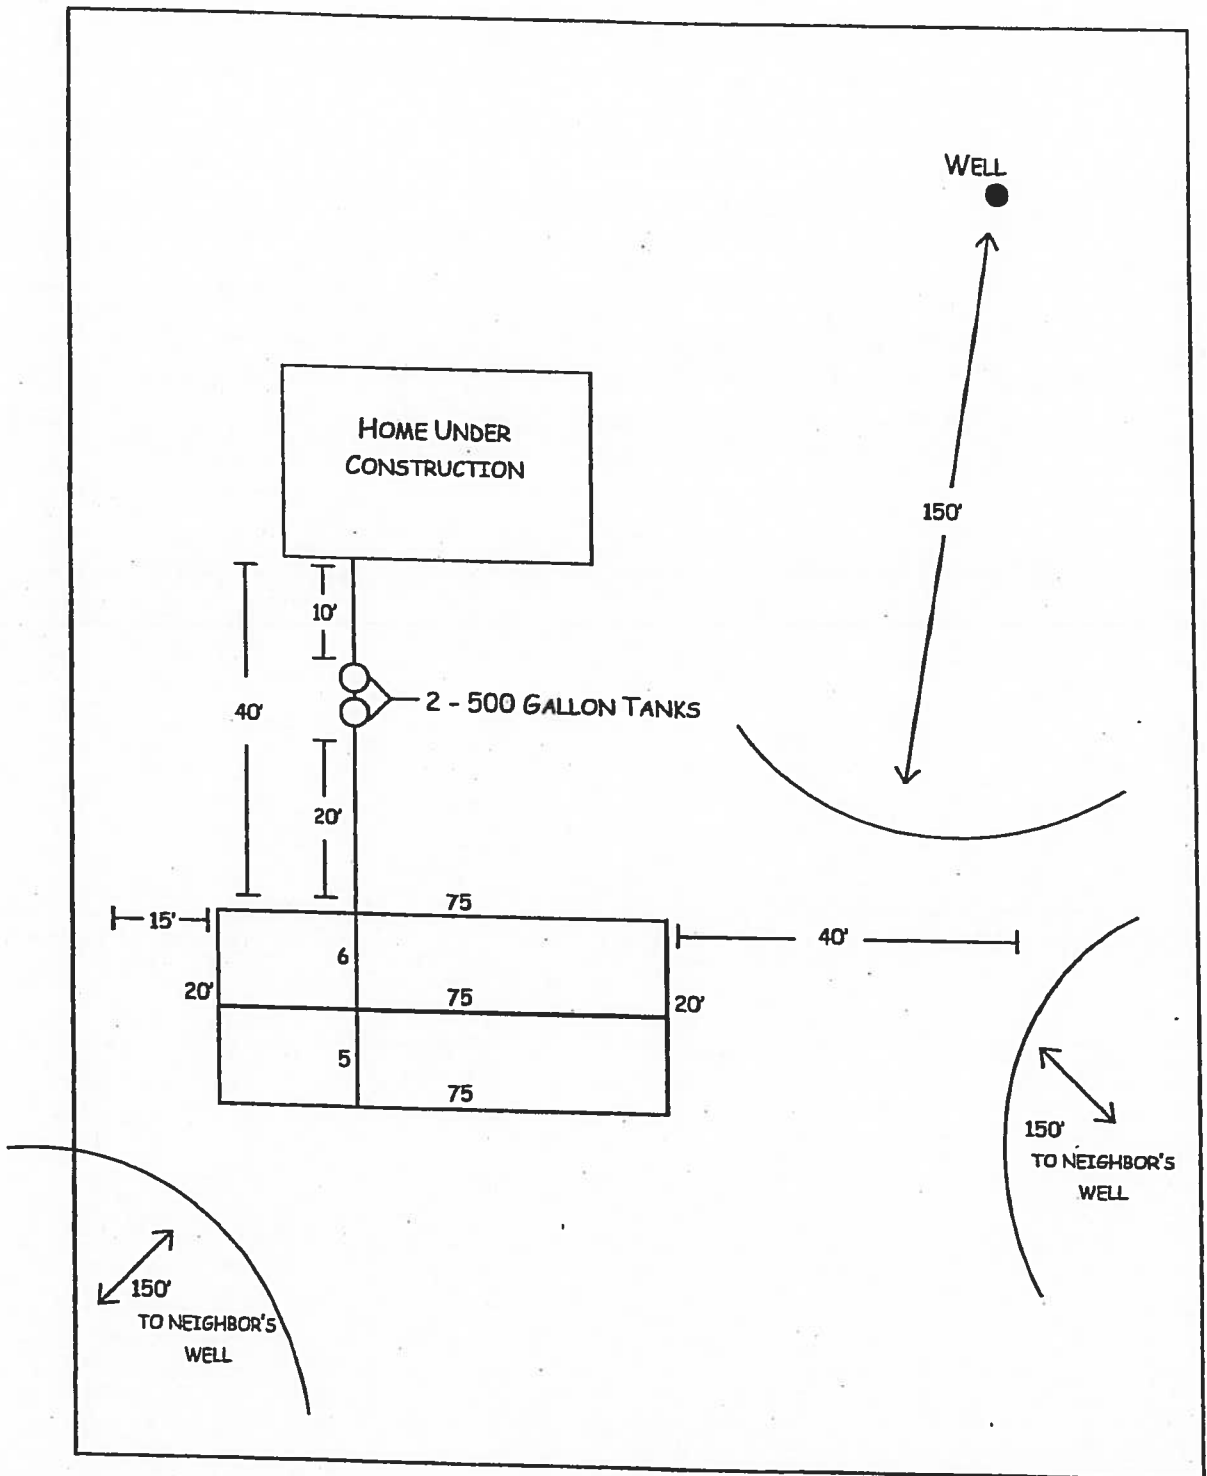 WELL
150'
HOME UNDER
CONSTRUCTION
10'
40'
2 - 500 GALLON TANKS
20'
15'
75
40'
6
20'
75
20'
5
75
150'
TO NEIGHBOR'S
WELL
150'
TO NEIGHBOR'S
WELL